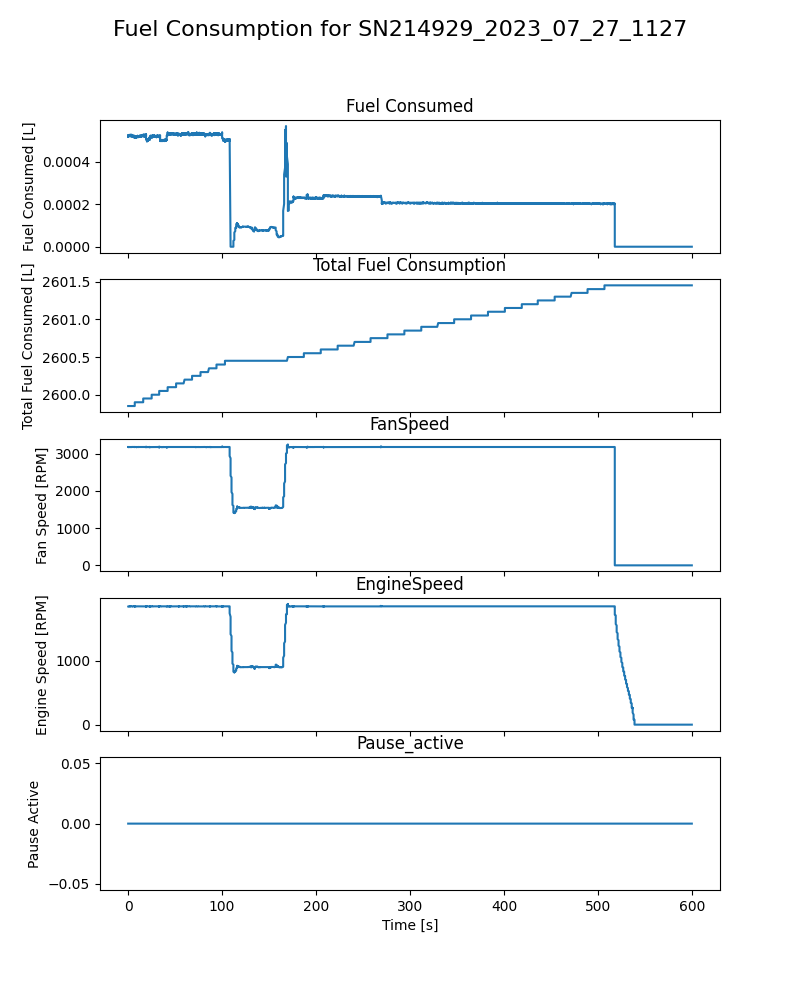 Fuel Consumption for SN214929_2023_07_27_1127
Fuel Consumed
Fuel Consumed [L]
0.0004
0.0002
0.0000
Total Fuel Consumption
Total Fuel Consumed [L]
2601.5
2601.0
2600.5
2600.0
FanSpeed
Fan Speed [RPM]
3000
2000
1000
0
EngineSpeed
Engine Speed [RPM]
1000
0
Pause_active
Pause Active
0.05
0.00
−0.05
0 100 200 300 400 500 600
Time [s]